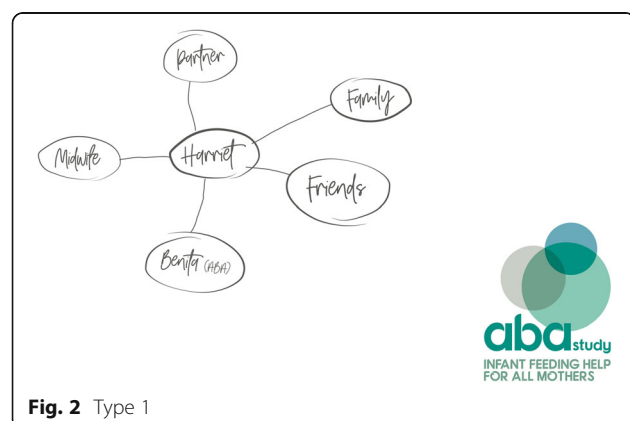 partner
Family
Midwife
Harriet
Friends
Benita (ABA)
aba study
INFANT FEEDING HELP
FOR ALL MOTHERS
Fig. 2 Type 1